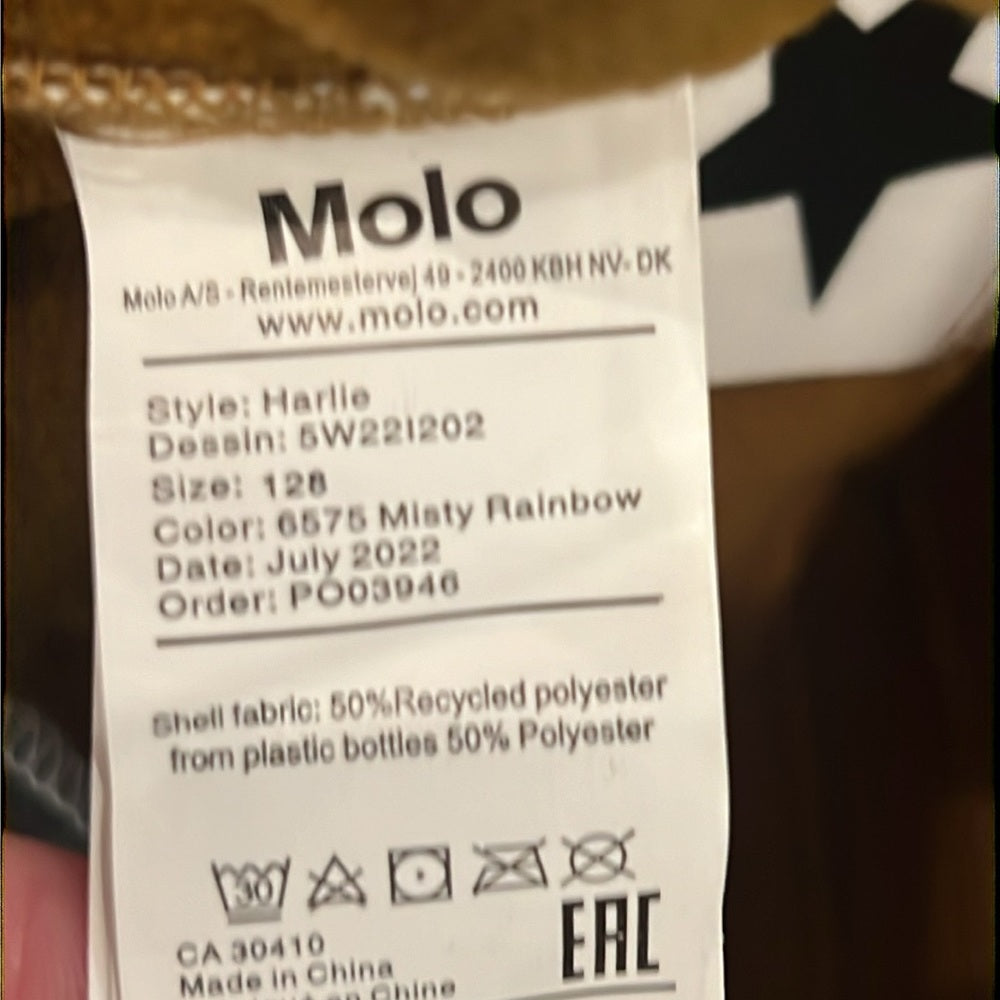 Molo
Molo A/S - Rentemestervej 49 - 2400 KBH NV - DK
www.molo.com
Style: Harlie
Dessin: 5W22I202
Size: 128
Color: 6575 Misty Rainbow
Date: July 2022
Order: PO03946
Shell fabric: 50%Recycled polyester
from plastic bottles 50% Polyester
30
EAC
CA 30410
Made in China
en Chine